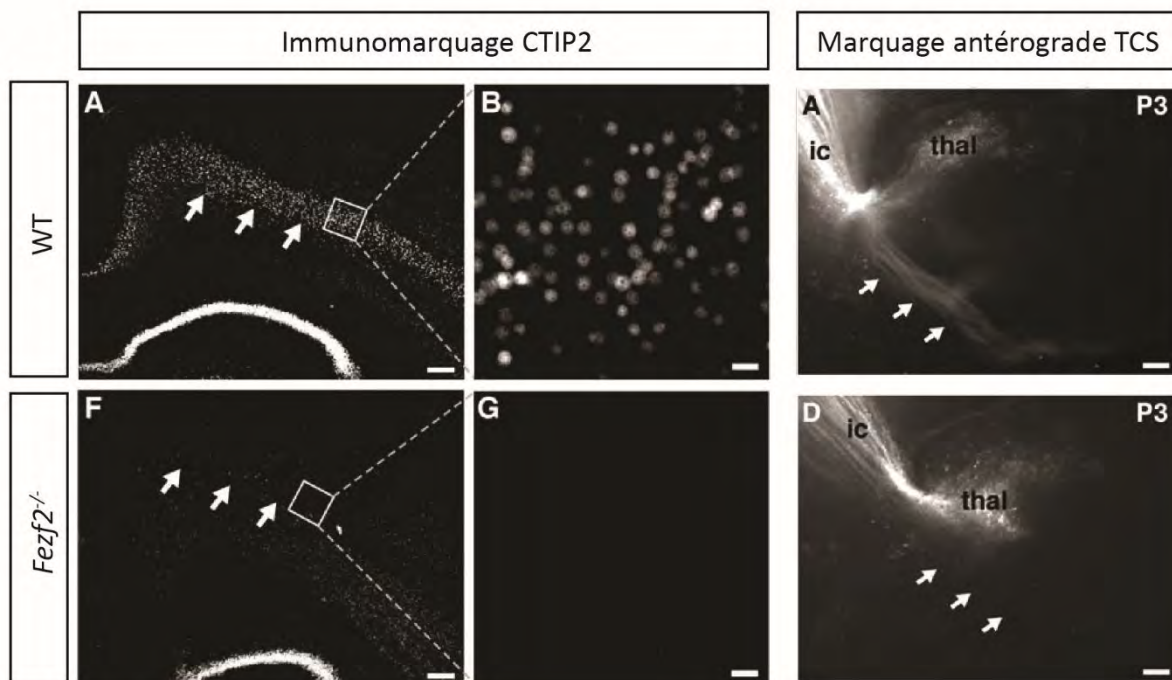 Immunomarquage CTIP2
Marquage antérograde TCS
WT
A
B
A
P3
ic
thal
Fezf2-/-
F
G
D
P3
ic
thal